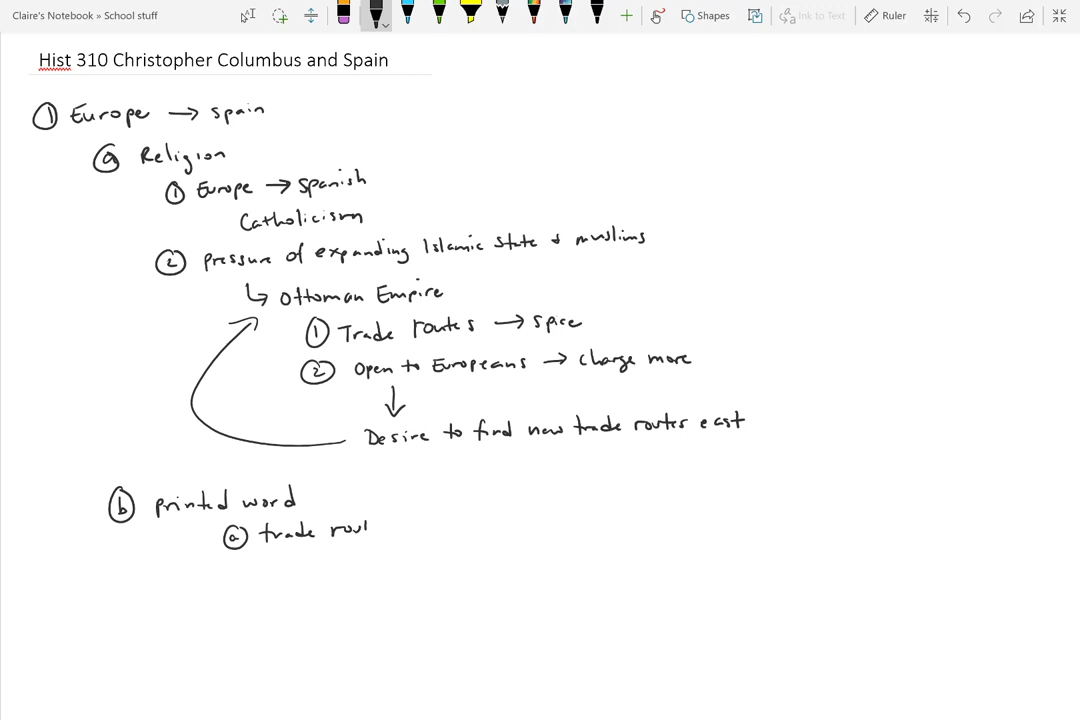 Claire's Notebook » School stuff
Shapes
Ink to Text
Ruler
Hist 310 Christopher Columbus and Spain
① Europe → spain
ⓐ Religion
① Europe → spanish
Catholicism
② pressure of expanding Islamic state & muslims
↳ ottoman Empire
① Trade routes → spice
② open to Europeans → charge more
↓
Desire to find new trade routes east
ⓑ printed word
ⓐ trade rout